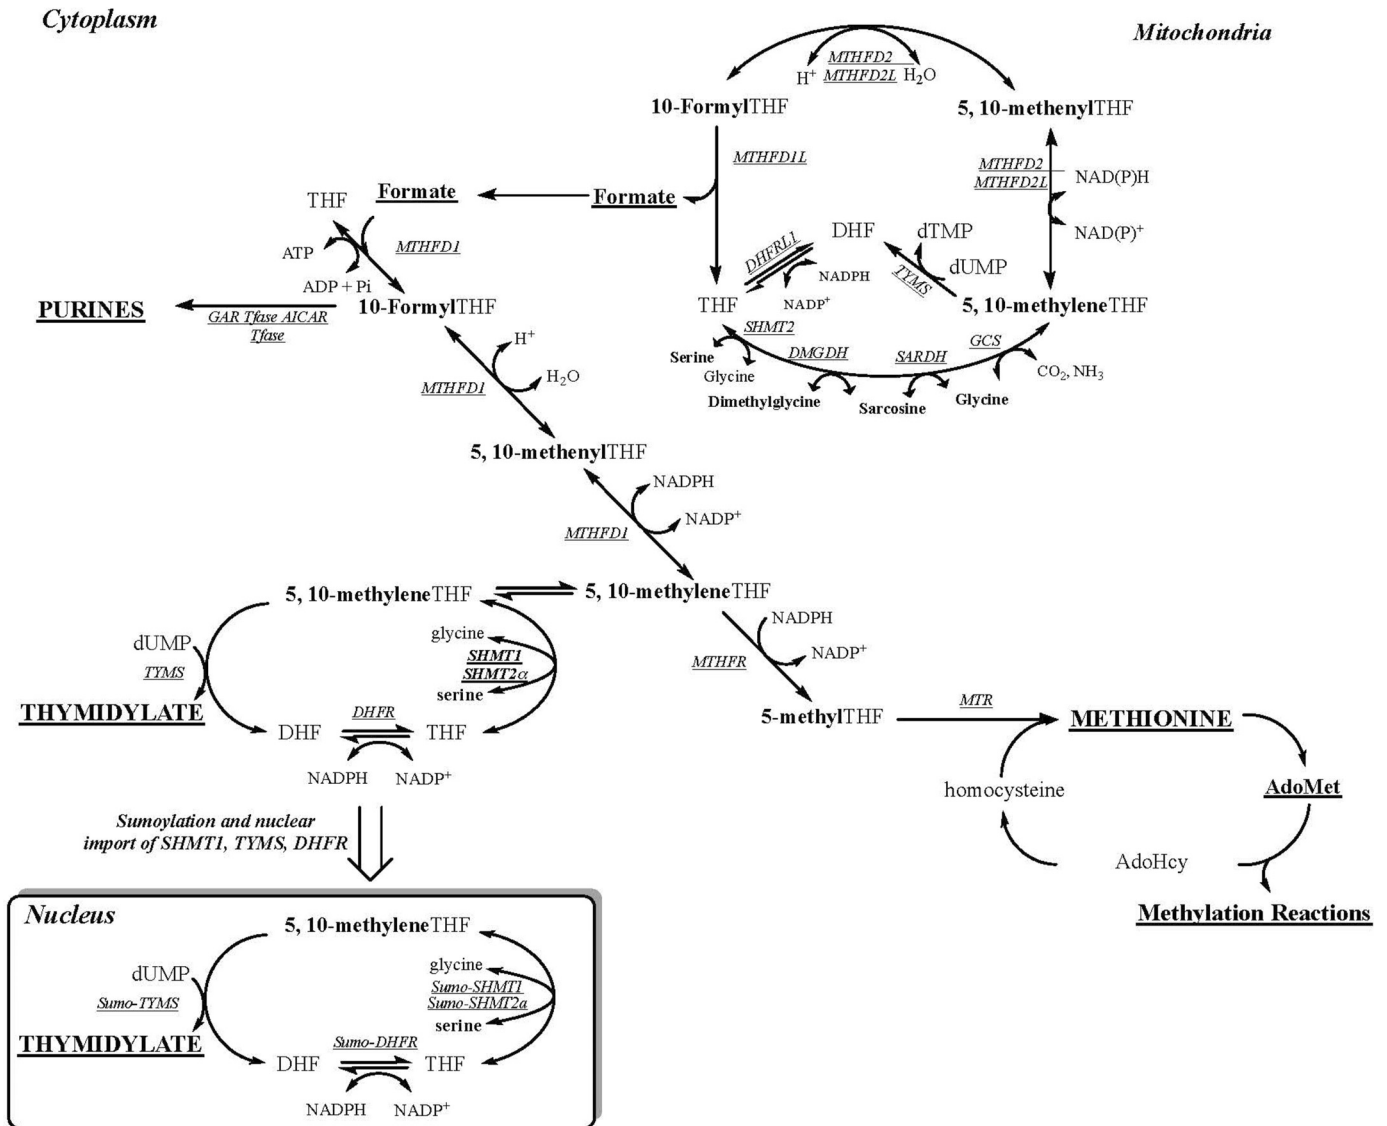 Cytoplasm
Mitochondria
MTHFD2
MTHFD2L
H+
H2O
10-FormylTHF
5, 10-methenylTHF
MTHFD1L
MTHFD2
MTHFD2L
NAD(P)H
NAD(P)+
THF
Formate
Formate
ATP
MTHFD1
ADP + Pi
DHFRL1
DHF
dTMP
NADPH
NADP+
TYMS
dUMP
THF
5, 10-methyleneTHF
PURINES
GAR Tfase AICAR
Tfase
10-FormylTHF
SHMT2
Serine
Glycine
DMGDH
SARDH
GCS
CO2, NH3
Dimethylglycine
Sarcosine
Glycine
H+
H2O
MTHFD1
5, 10-methenylTHF
NADPH
NADP+
MTHFD1
5, 10-methyleneTHF
5, 10-methyleneTHF
dUMP
TYMS
THYMIDYLATE
glycine
SHMT1
SHMT2α
serine
DHF
DHFR
THF
NADPH
NADP+
NADPH
NADP+
MTHFR
5-methylTHF
MTR
METHIONINE
homocysteine
AdoMet
AdoHcy
Methylation Reactions
Sumoylation and nuclear
import of SHMT1, TYMS, DHFR
Nucleus
5, 10-methyleneTHF
dUMP
Sumo-TYMS
THYMIDYLATE
glycine
Sumo-SHMT1
Sumo-SHMT2a
serine
DHF
Sumo-DHFR
THF
NADPH
NADP+